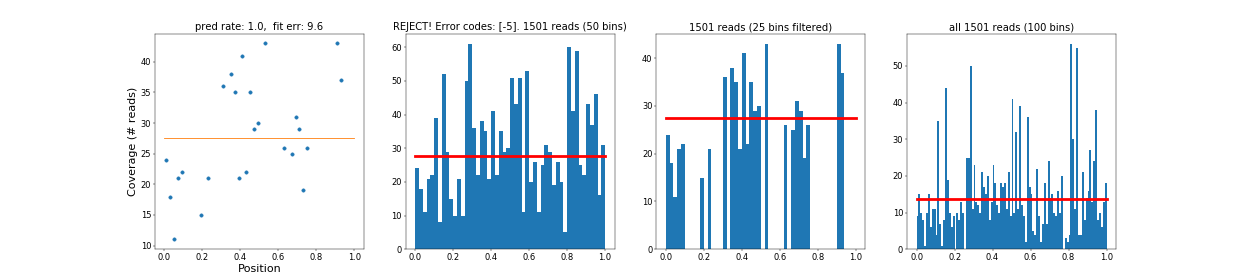 pred rate: 1.0, fit err: 9.6
Coverage (# reads)
40
35
30
25
20
15
10
0.0 0.2 0.4 0.6 0.8 1.0
Position
REJECT! Error codes: [-5]. 1501 reads (50 bins)
60
50
40
30
20
10
0
0.0 0.2 0.4 0.6 0.8 1.0
1501 reads (25 bins filtered)
40
30
20
10
0
0.0 0.2 0.4 0.6 0.8 1.0
all 1501 reads (100 bins)
50
40
30
20
10
0
0.0 0.2 0.4 0.6 0.8 1.0